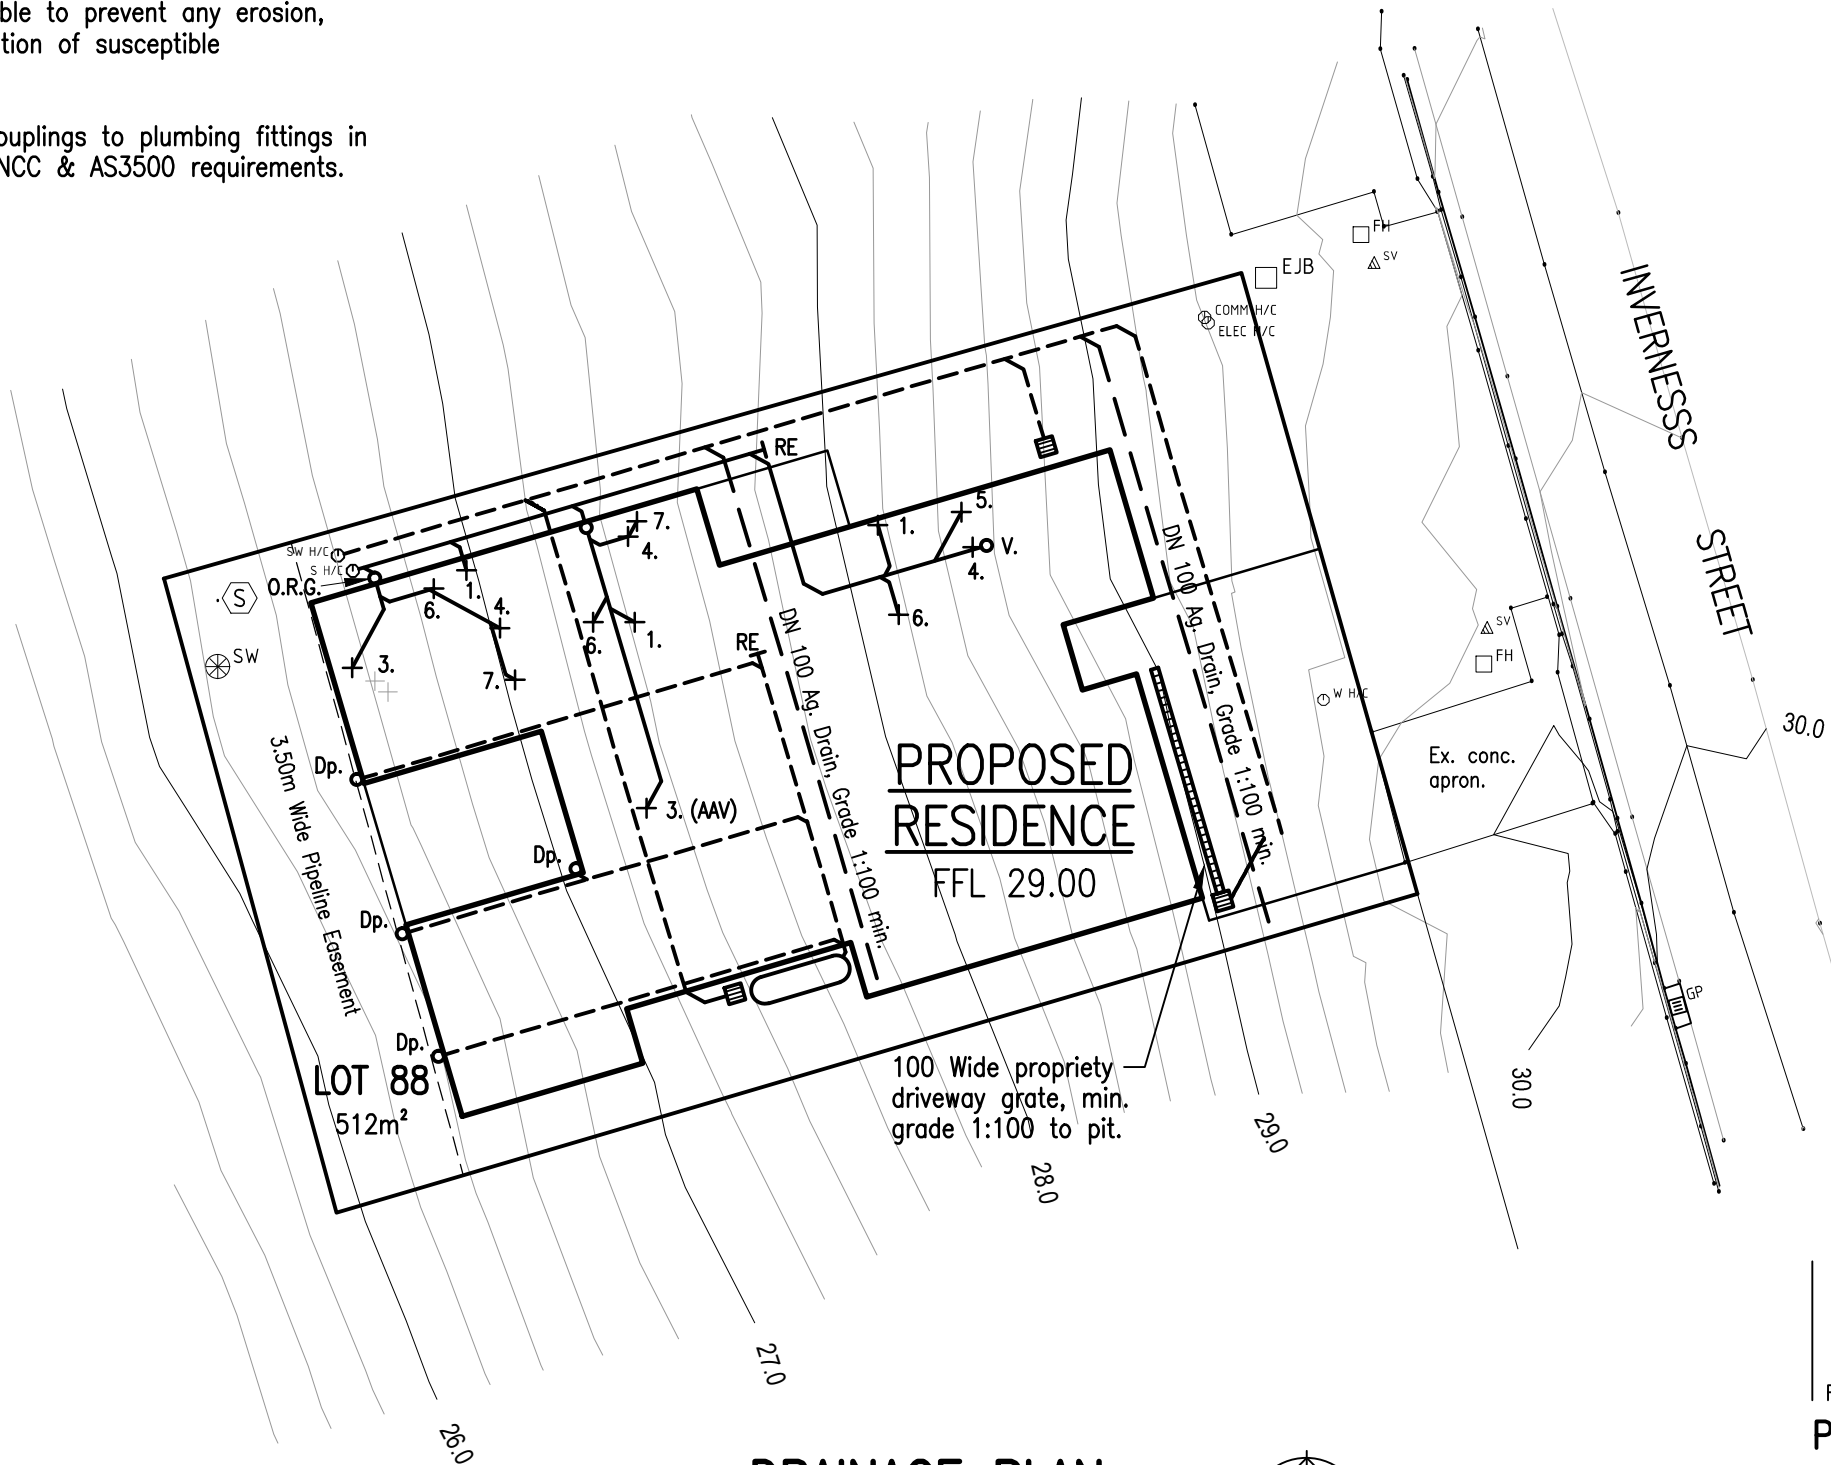 ble to prevent any erosion,
tion of susceptible
ouplings to plumbing fittings in
NCC & AS3500 requirements.
FH
SV
EJB
COMM H/C
ELEC H/C
INVERNESSS
STREET
RE
SW H/C
S H/C
O.R.G.
S
SW
1.
6.
4.
3.
7.
7.
4.
6.
1.
RE
1.
5.
4.
V.
6.
3. (AAV)
DN 100 Ag. Drain, Grade 1:100 min.
DN 100 Ag. Drain, Grade 1:100 min.
SV
FH
W H/C
30.0
Ex. conc.
apron.
PROPOSED
RESIDENCE
FFL 29.00
3.50m Wide Pipeline Easement
Dp.
Dp.
Dp.
Dp.
LOT 88
512m²
100 Wide propriety
driveway grate, min.
grade 1:100 to pit.
GP
30.0
29.0
28.0
27.0
26.0
DRAINAGE PLAN
P